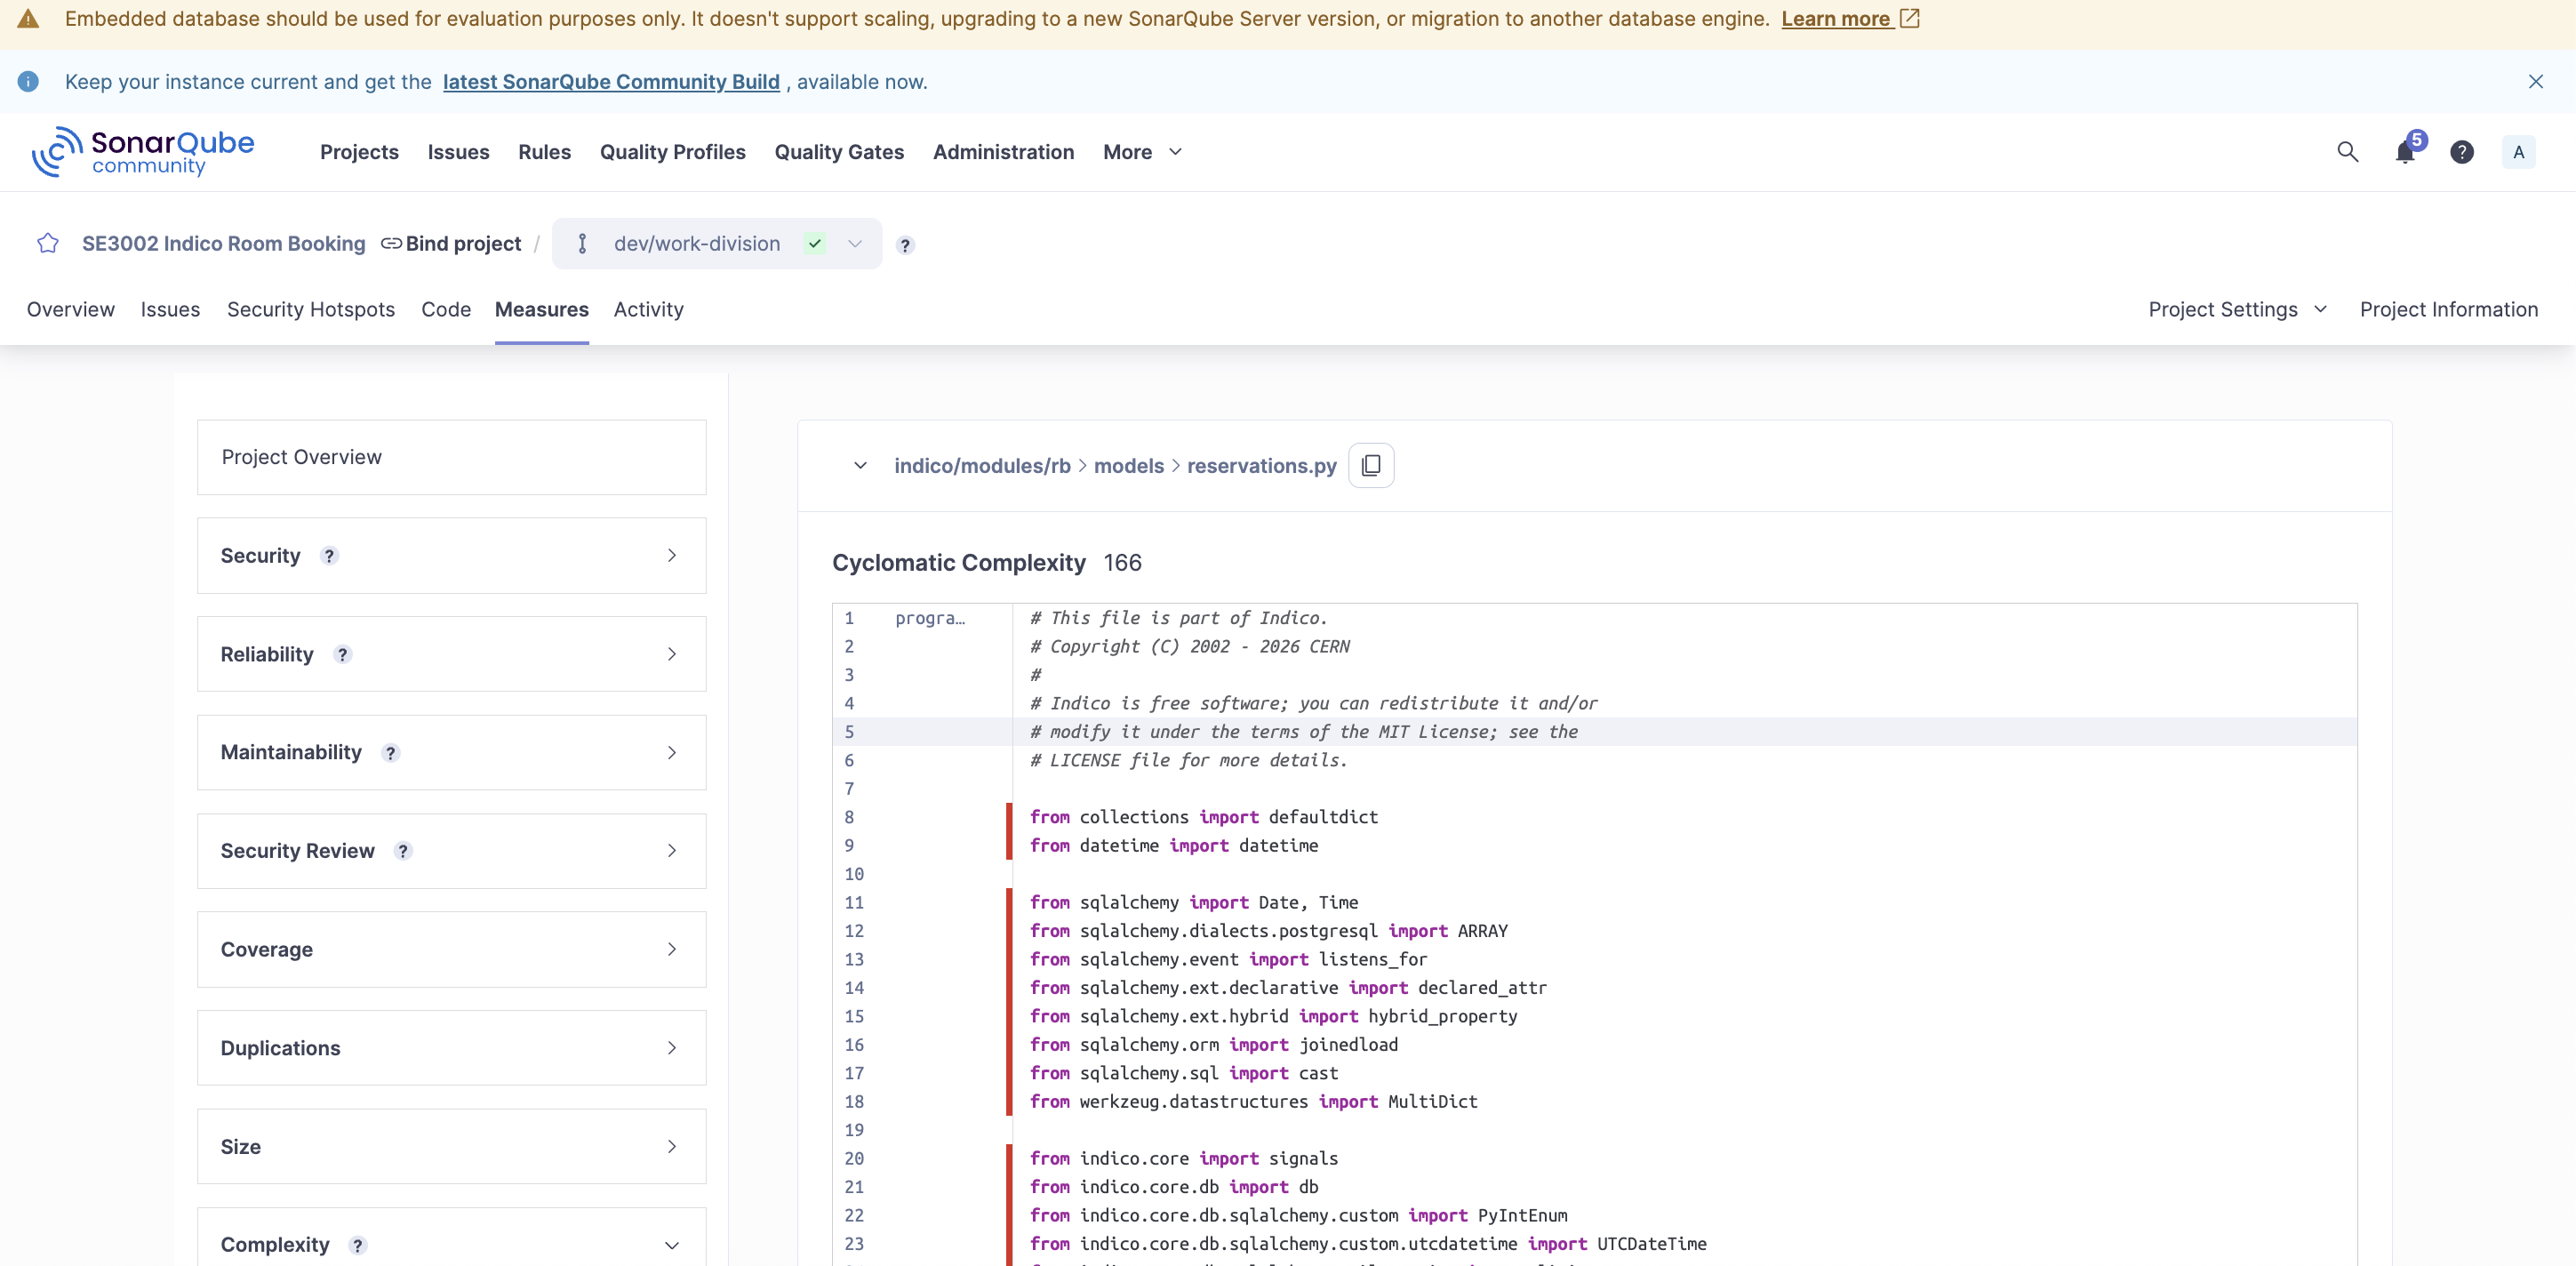 Embedded database should be used for evaluation purposes only. It doesn't support scaling, upgrading to a new SonarQube Server version, or migration to another database engine. Learn more
Keep your instance current and get the latest SonarQube Community Build , available now.
SonarQube community
Projects Issues Rules Quality Profiles Quality Gates Administration More 5 ? A
SE3002 Indico Room Booking Bind project / dev/work-division ?
Overview Issues Security Hotspots Code Measures Activity Project Settings Project Information
Project Overview
Security ?
Reliability ?
Maintainability ?
Security Review ?
Coverage
Duplications
Size
Complexity ?
indico/modules/rb > models > reservations.py
Cyclomatic Complexity 166
1 progra… # This file is part of Indico.
2 # Copyright (C) 2002 - 2026 CERN
3 #
4 # Indico is free software; you can redistribute it and/or
5 # modify it under the terms of the MIT License; see the
6 # LICENSE file for more details.
7
8 from collections import defaultdict
9 from datetime import datetime
10
11 from sqlalchemy import Date, Time
12 from sqlalchemy.dialects.postgresql import ARRAY
13 from sqlalchemy.event import listens_for
14 from sqlalchemy.ext.declarative import declared_attr
15 from sqlalchemy.ext.hybrid import hybrid_property
16 from sqlalchemy.orm import joinedload
17 from sqlalchemy.sql import cast
18 from werkzeug.datastructures import MultiDict
19
20 from indico.core import signals
21 from indico.core.db import db
22 from indico.core.db.sqlalchemy.custom import PyIntEnum
23 from indico.core.db.sqlalchemy.custom.utcdatetime import UTCDateTime